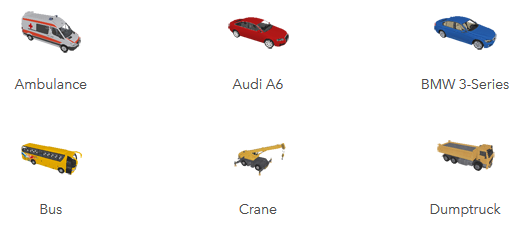 Ambulance
Audi A6
BMW 3-Series
Bus
Crane
Dumptruck